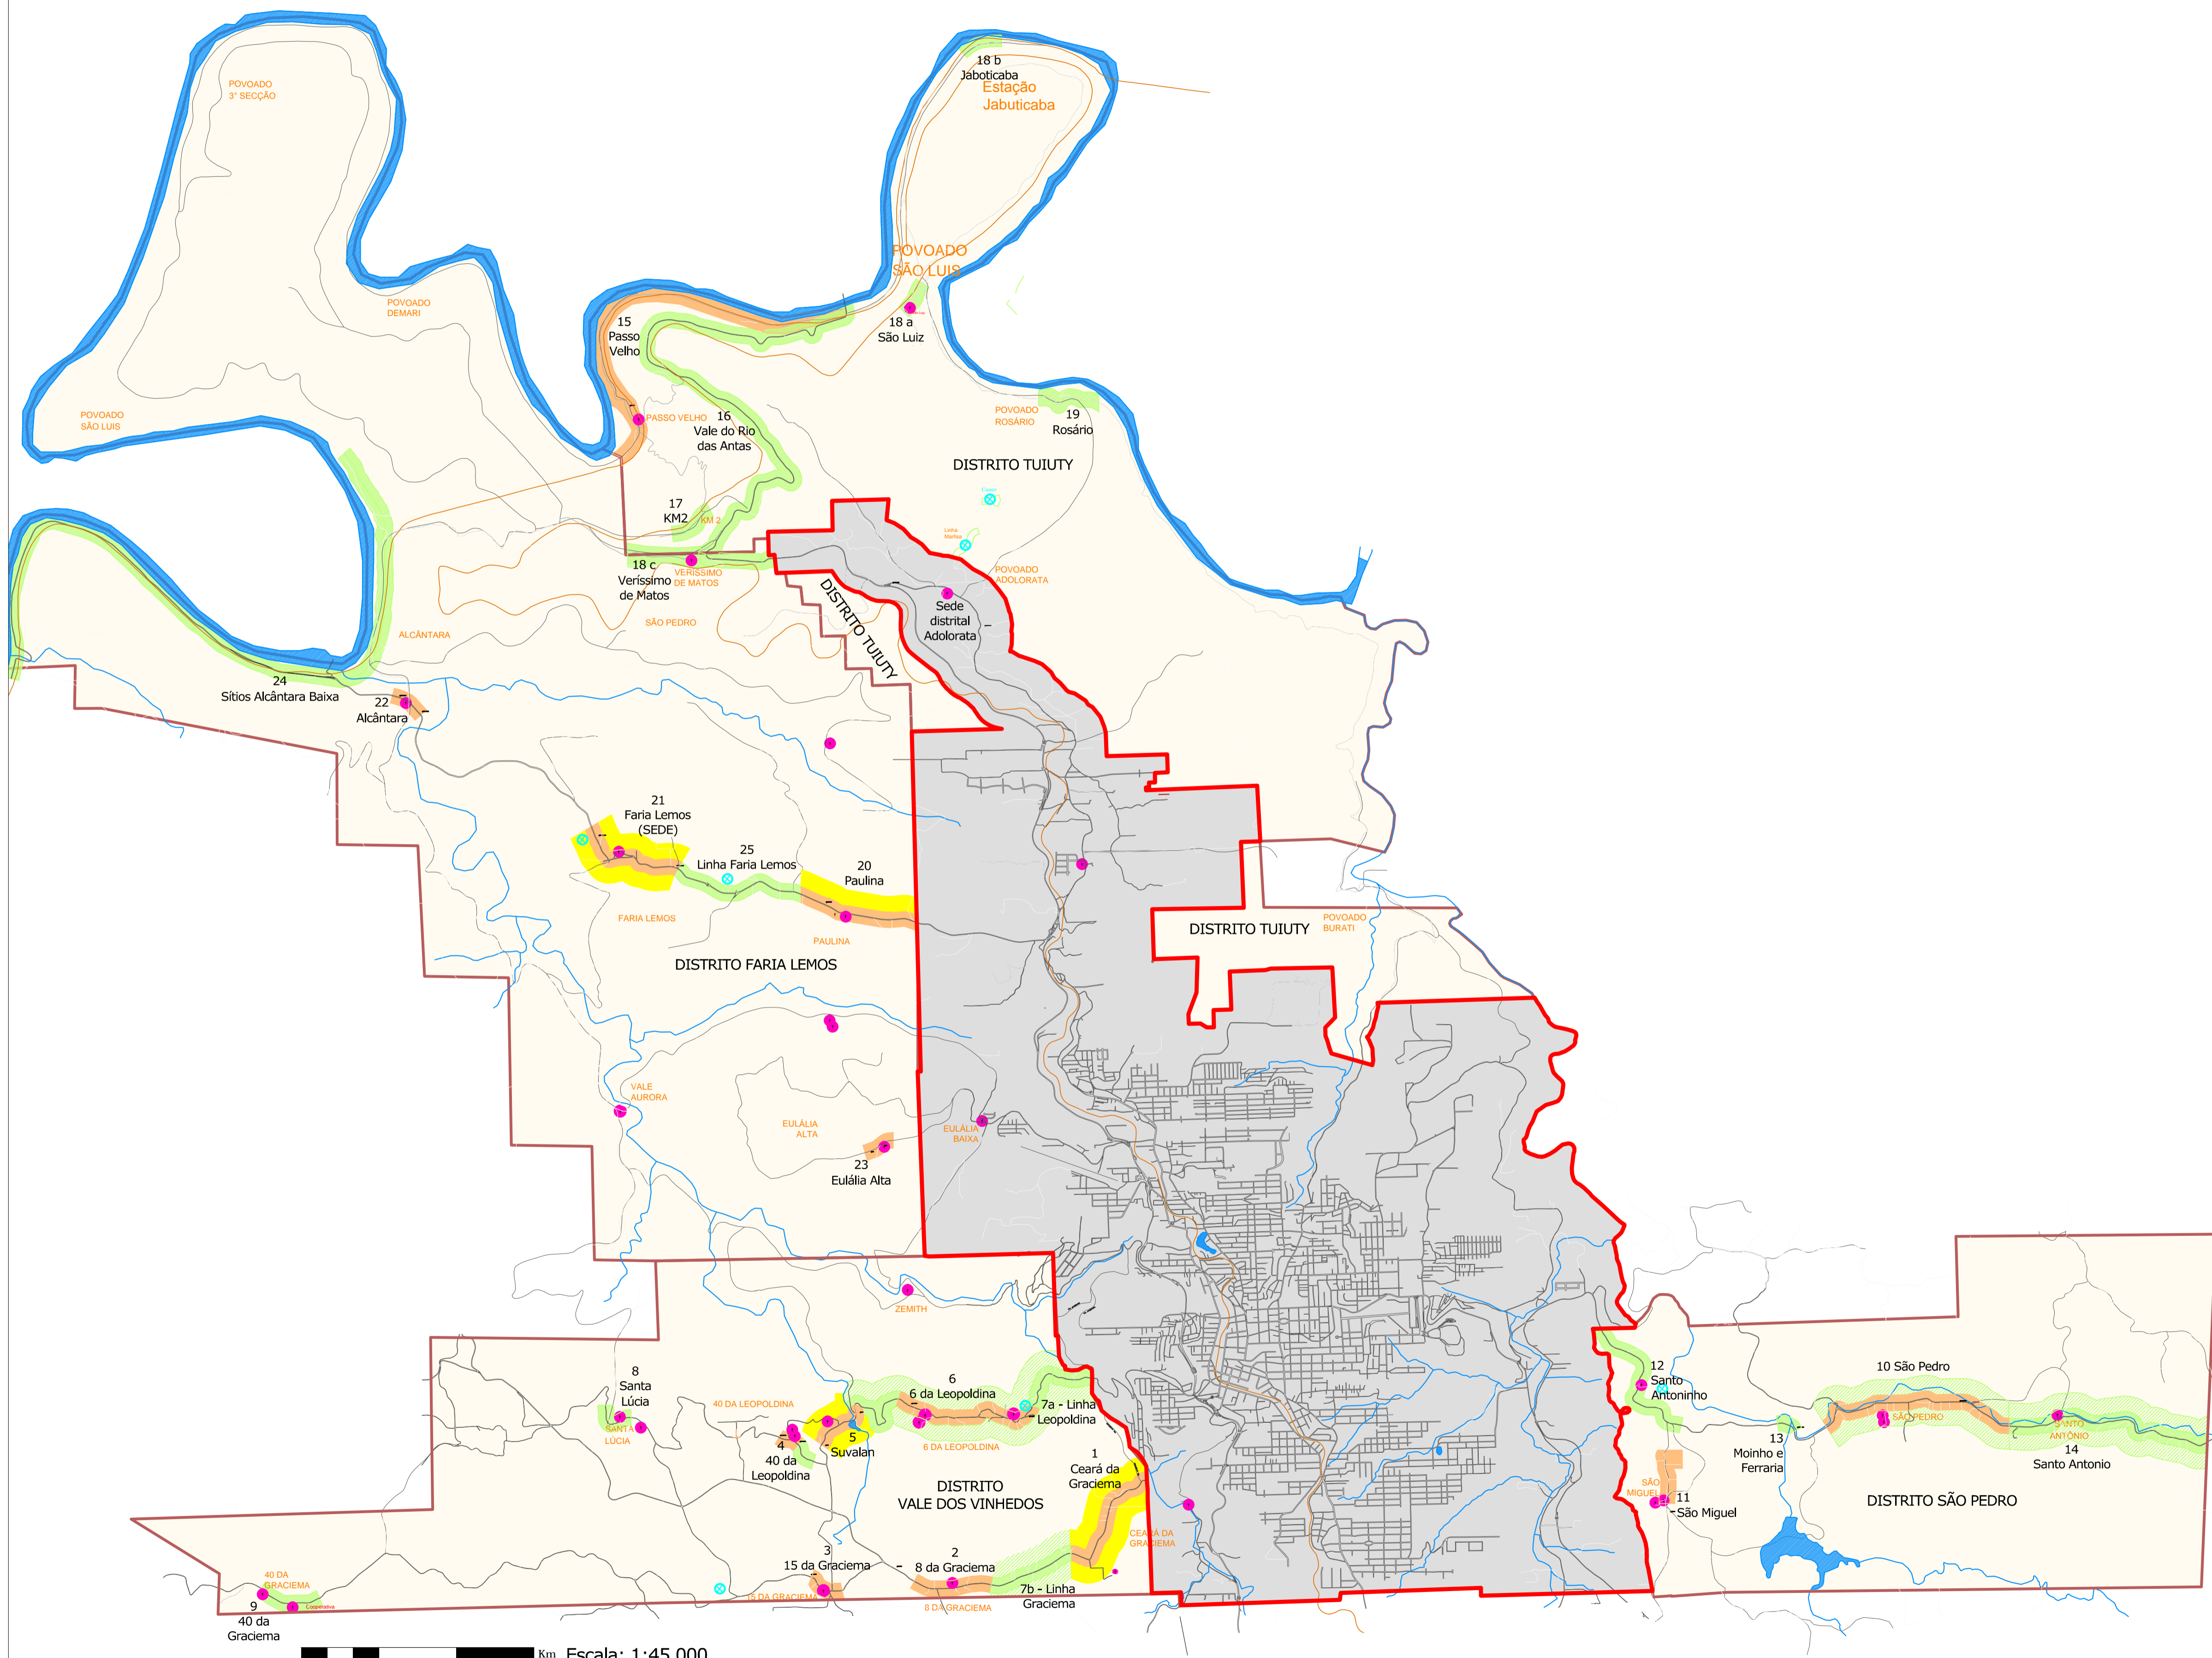 POVOADO
3° SECÇÃO
18 b
Jaboticaba
Estação
Jabuticaba
POVOADO
SÃO LUIS
POVOADO
DEMARI
15
Passo
Velho
18 a
São Luiz
POVOADO
SÃO LUIS
PASSO VELHO
16
Vale do Rio
das Antas
POVOADO
ROSÁRIO
19
Rosário
DISTRITO TUIUTY
17
KM2
KM 2
Linha
Marlisa
18 c
Veríssimo
de Matos
VERÍSSIMO
DE MATOS
POVOADO
ADOLORATA
DISTRITO TUIUTY
Sede
distrital
Adolorata
SÃO PEDRO
ALCÂNTARA
24
Sítios Alcântara Baixa
22
Alcântara
21
Faria Lemos
(SEDE)
25
Linha Faria Lemos
20
Paulina
FARIA LEMOS
PAULINA
DISTRITO FARIA LEMOS
DISTRITO TUIUTY
POVOADO
BURATI
VALE
AURORA
EULÁLIA
ALTA
EULÁLIA
BAIXA
23
Eulália Alta
ZEMITH
8
Santa
Lúcia
SANTA
LÚCIA
40 DA LEOPOLDINA
6
6 da Leopoldina
7a - Linha
Leopoldina
6 DA LEOPOLDINA
5
Suvalan
4
40 da
Leopoldina
1
Ceará da
Graciema
DISTRITO
VALE DOS VINHEDOS
CEARÁ DA
GRACIEMA
12
Santo
Antoninho
10 São Pedro
SÃO PEDRO
SANTO
ANTÔNIO
14
Santo Antonio
13
Moinho e
Ferraria
SÃO
MIGUEL
11
São Miguel
DISTRITO SÃO PEDRO
3
15 da Graciema
15 DA GRACIEMA
2
8 da Graciema
8 DA GRACIEMA
7b - Linha
Graciema
40 DA
GRACIEMA
Cooperativa
9
40 da
Graciema
Km Escala: 1:45.000